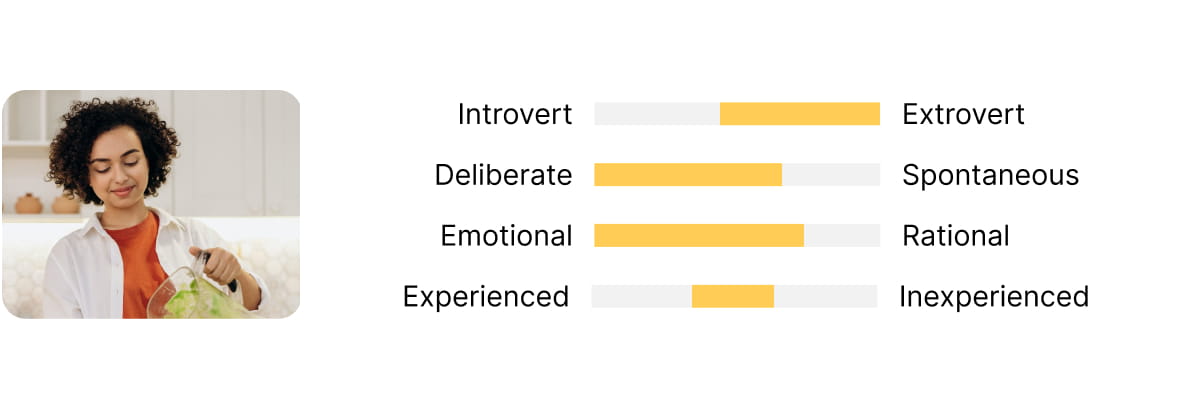 Introvert Extrovert
Deliberate Spontaneous
Emotional Rational
Experienced Inexperienced